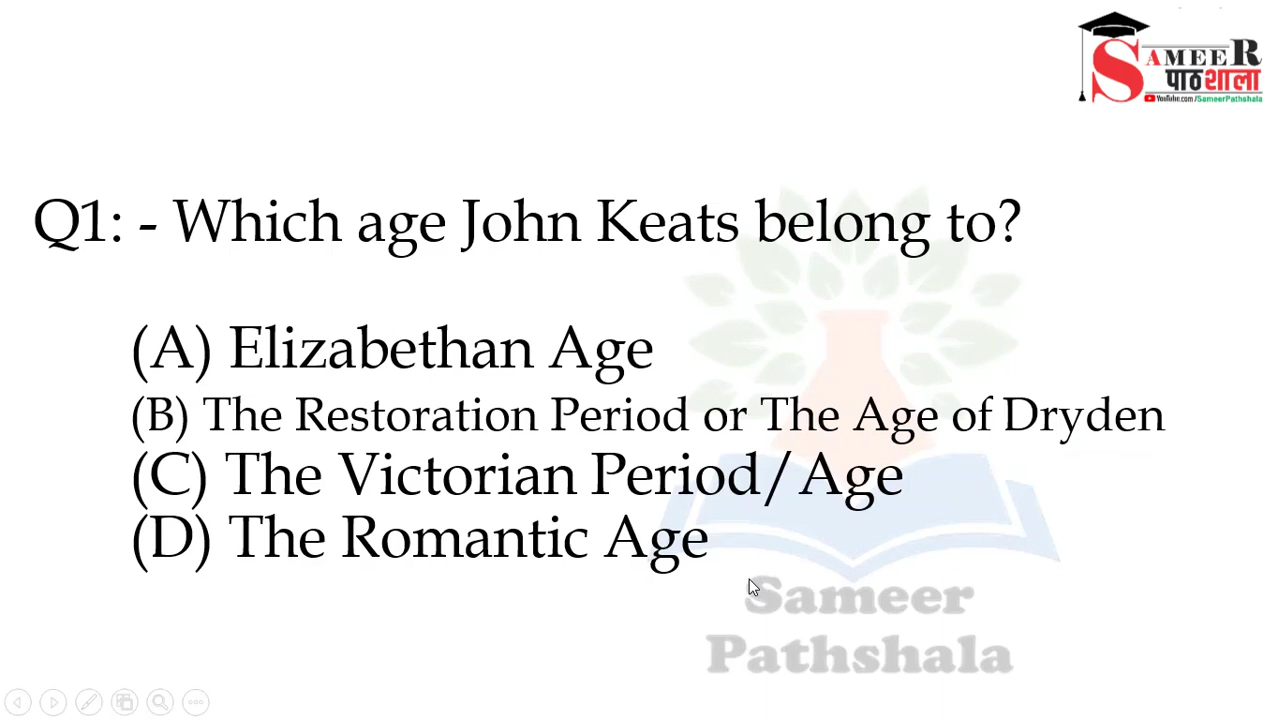 SAMEER
पाठशाला
YouTube.com/SameerPathshala
Q1: - Which age John Keats belong to?
(A) Elizabethan Age
(B) The Restoration Period or The Age of Dryden
(C) The Victorian Period/Age
(D) The Romantic Age
Sameer
Pathshala